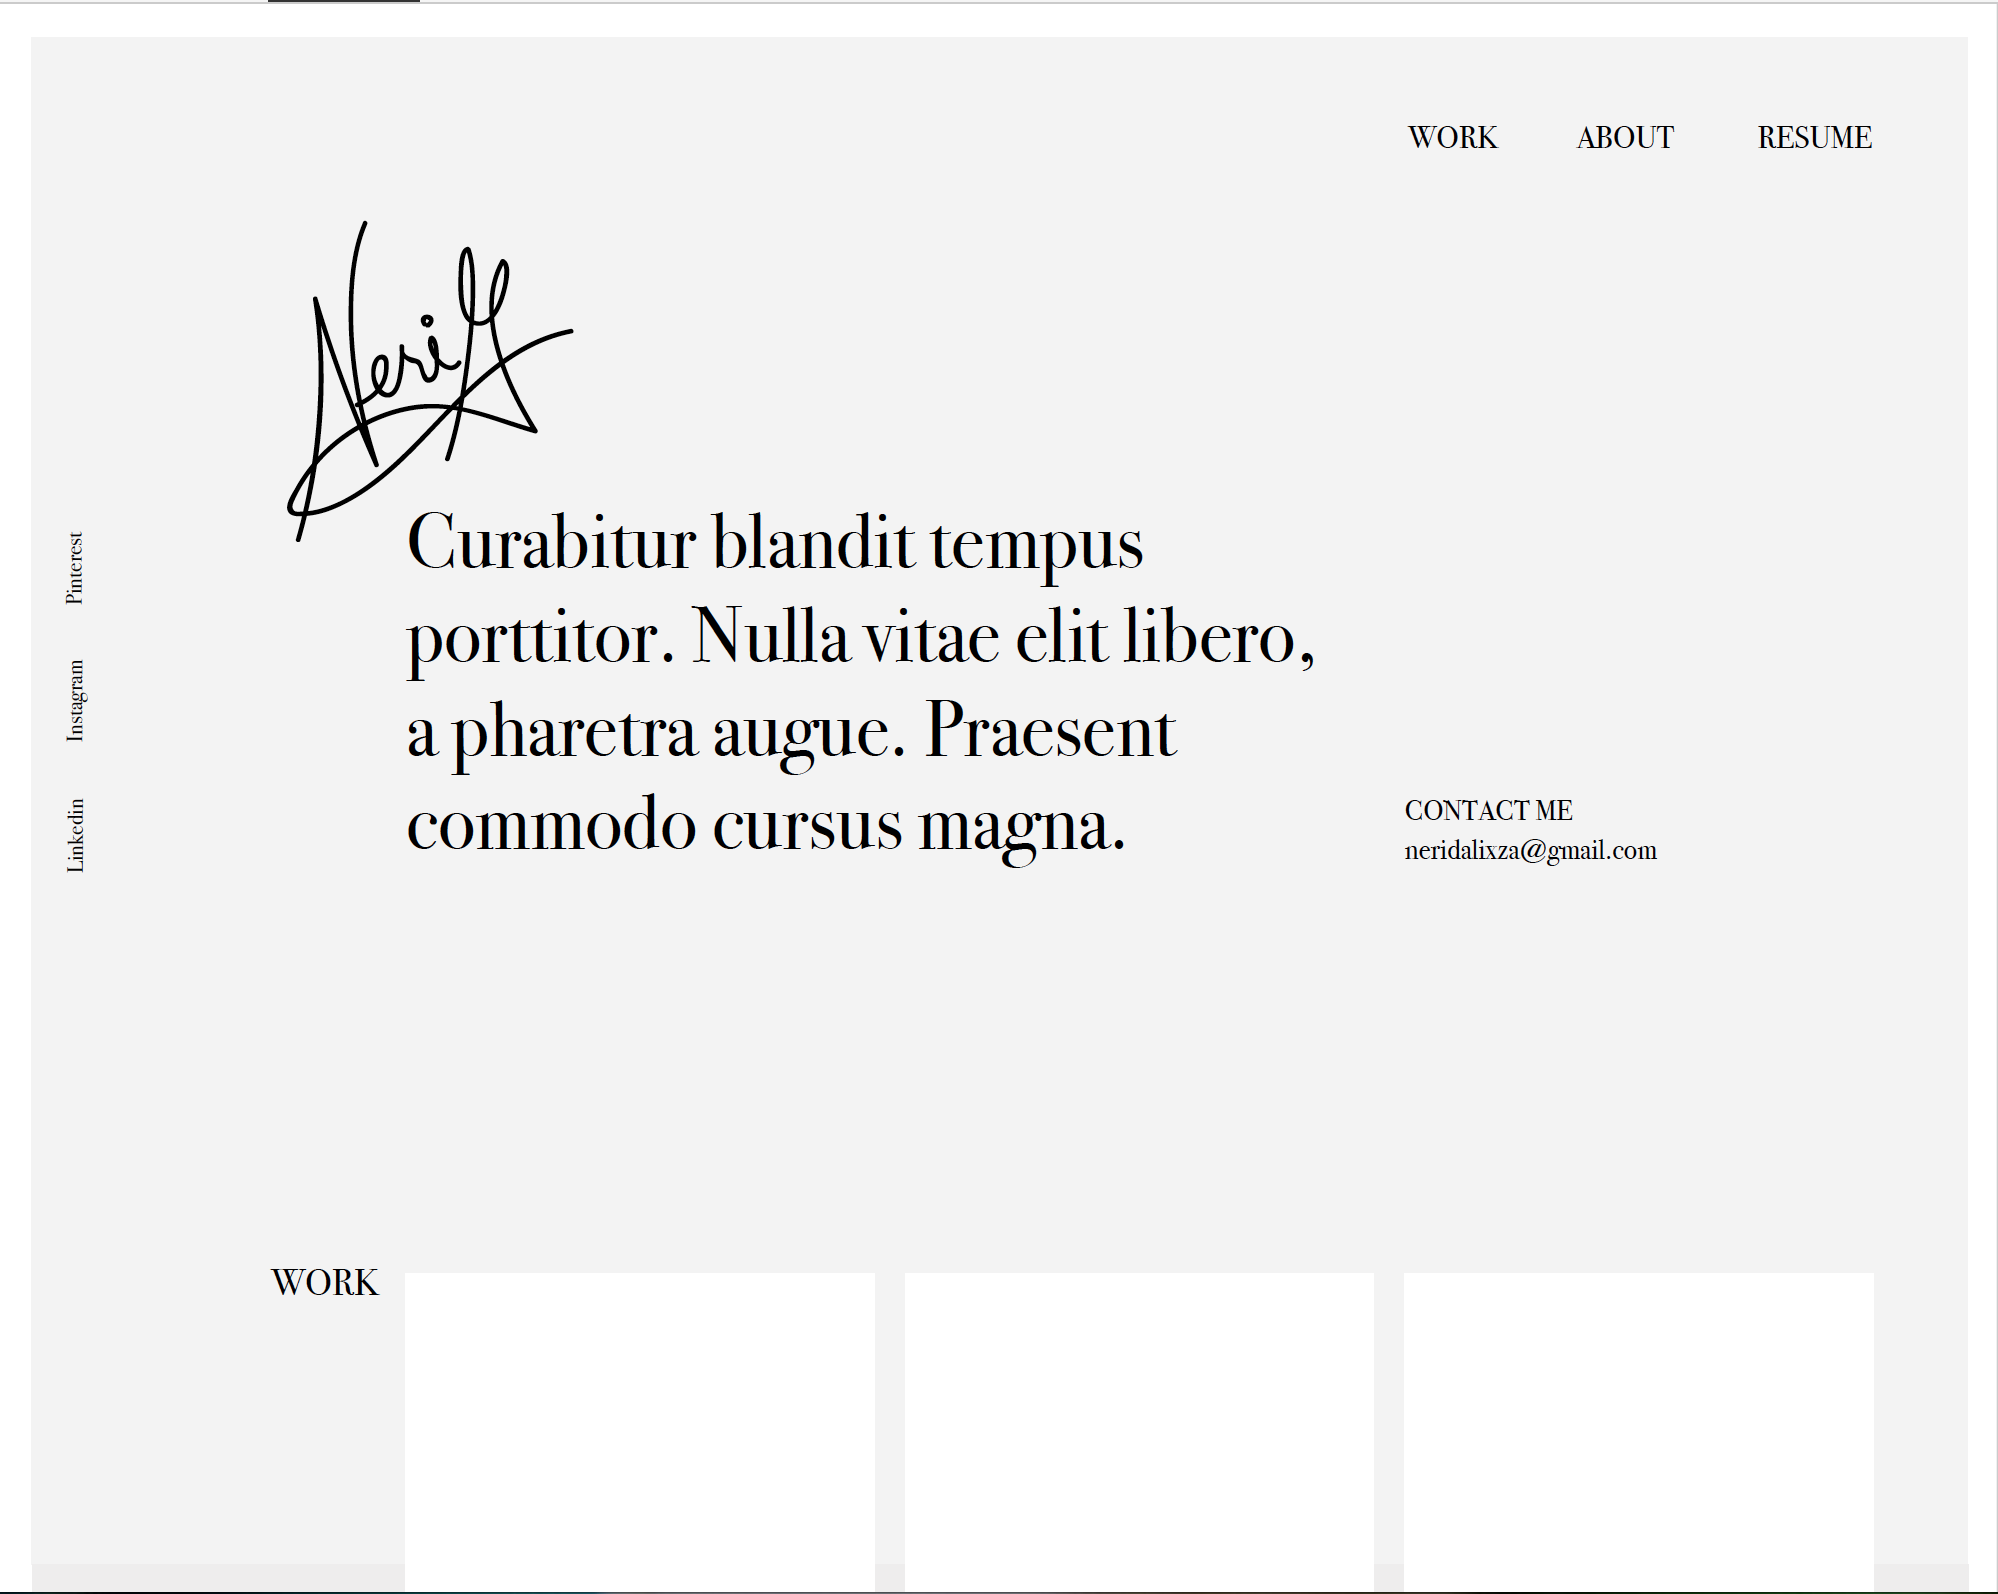 WORK ABOUT RESUME
Neri
Curabitur blandit tempus
porttitor. Nulla vitae elit libero,
a pharetra augue. Praesent
commodo cursus magna.
Pinterest
Instagram
Linkedin
CONTACT ME
neridalixza@gmail.com
WORK